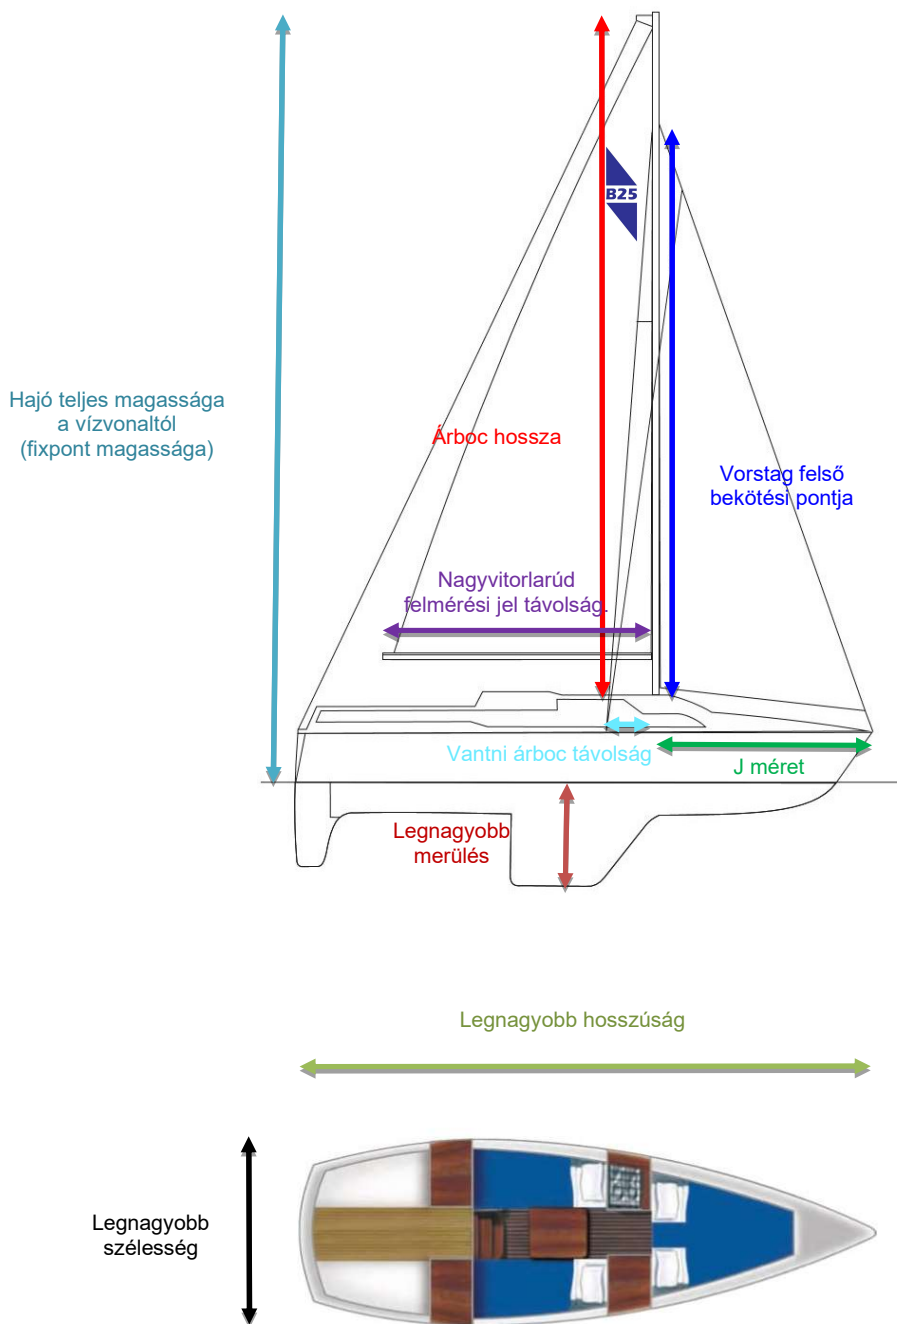 B25
Hajó teljes magassága
a vízvonaltól
(fixpont magassága)
Árboc hossza
Vorstag felső
bekötési pontja
Nagyvitorlarúd
felmérési jel távolság.
Vantni árboc távolság
J méret
Legnagyobb
merülés
Legnagyobb hosszúság
Legnagyobb
szélesség